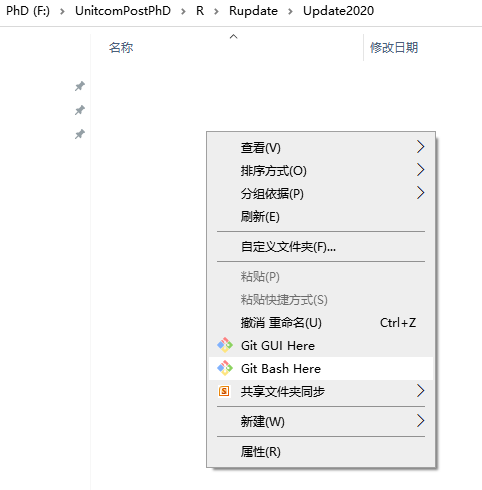 PhD (F:) > UnitcomPostPhD > R > Rupdate > Update2020
名称 修改日期
查看(V)
排序方式(O)
分组依据(P)
刷新(E)
自定义文件夹(F)...
粘贴(P)
粘贴快捷方式(S)
撤消 重命名(U) Ctrl+Z
Git GUI Here
Git Bash Here
共享文件夹同步
新建(W)
属性(R)